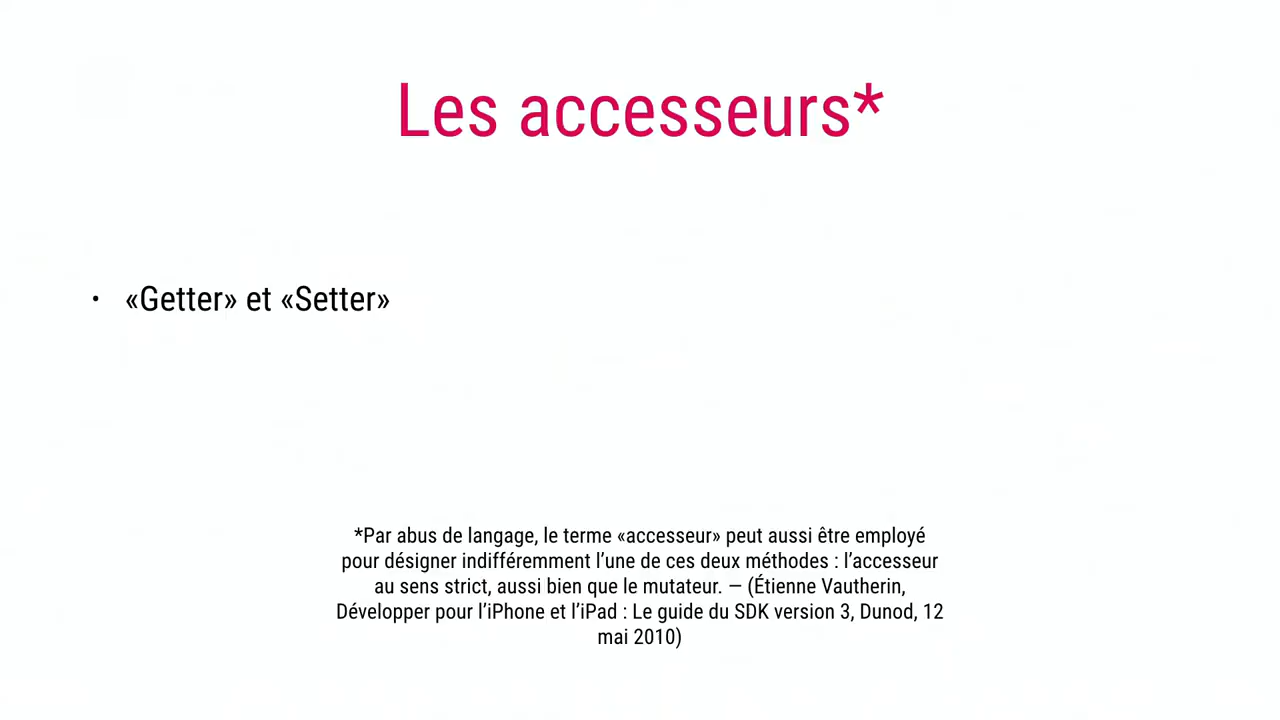 Les accesseurs*
• «Getter» et «Setter»
*Par abus de langage, le terme «accesseur» peut aussi être employé
pour désigner indifféremment l’une de ces deux méthodes : l’accesseur
au sens strict, aussi bien que le mutateur. — (Étienne Vautherin,
Développer pour l’iPhone et l’iPad : Le guide du SDK version 3, Dunod, 12
mai 2010)